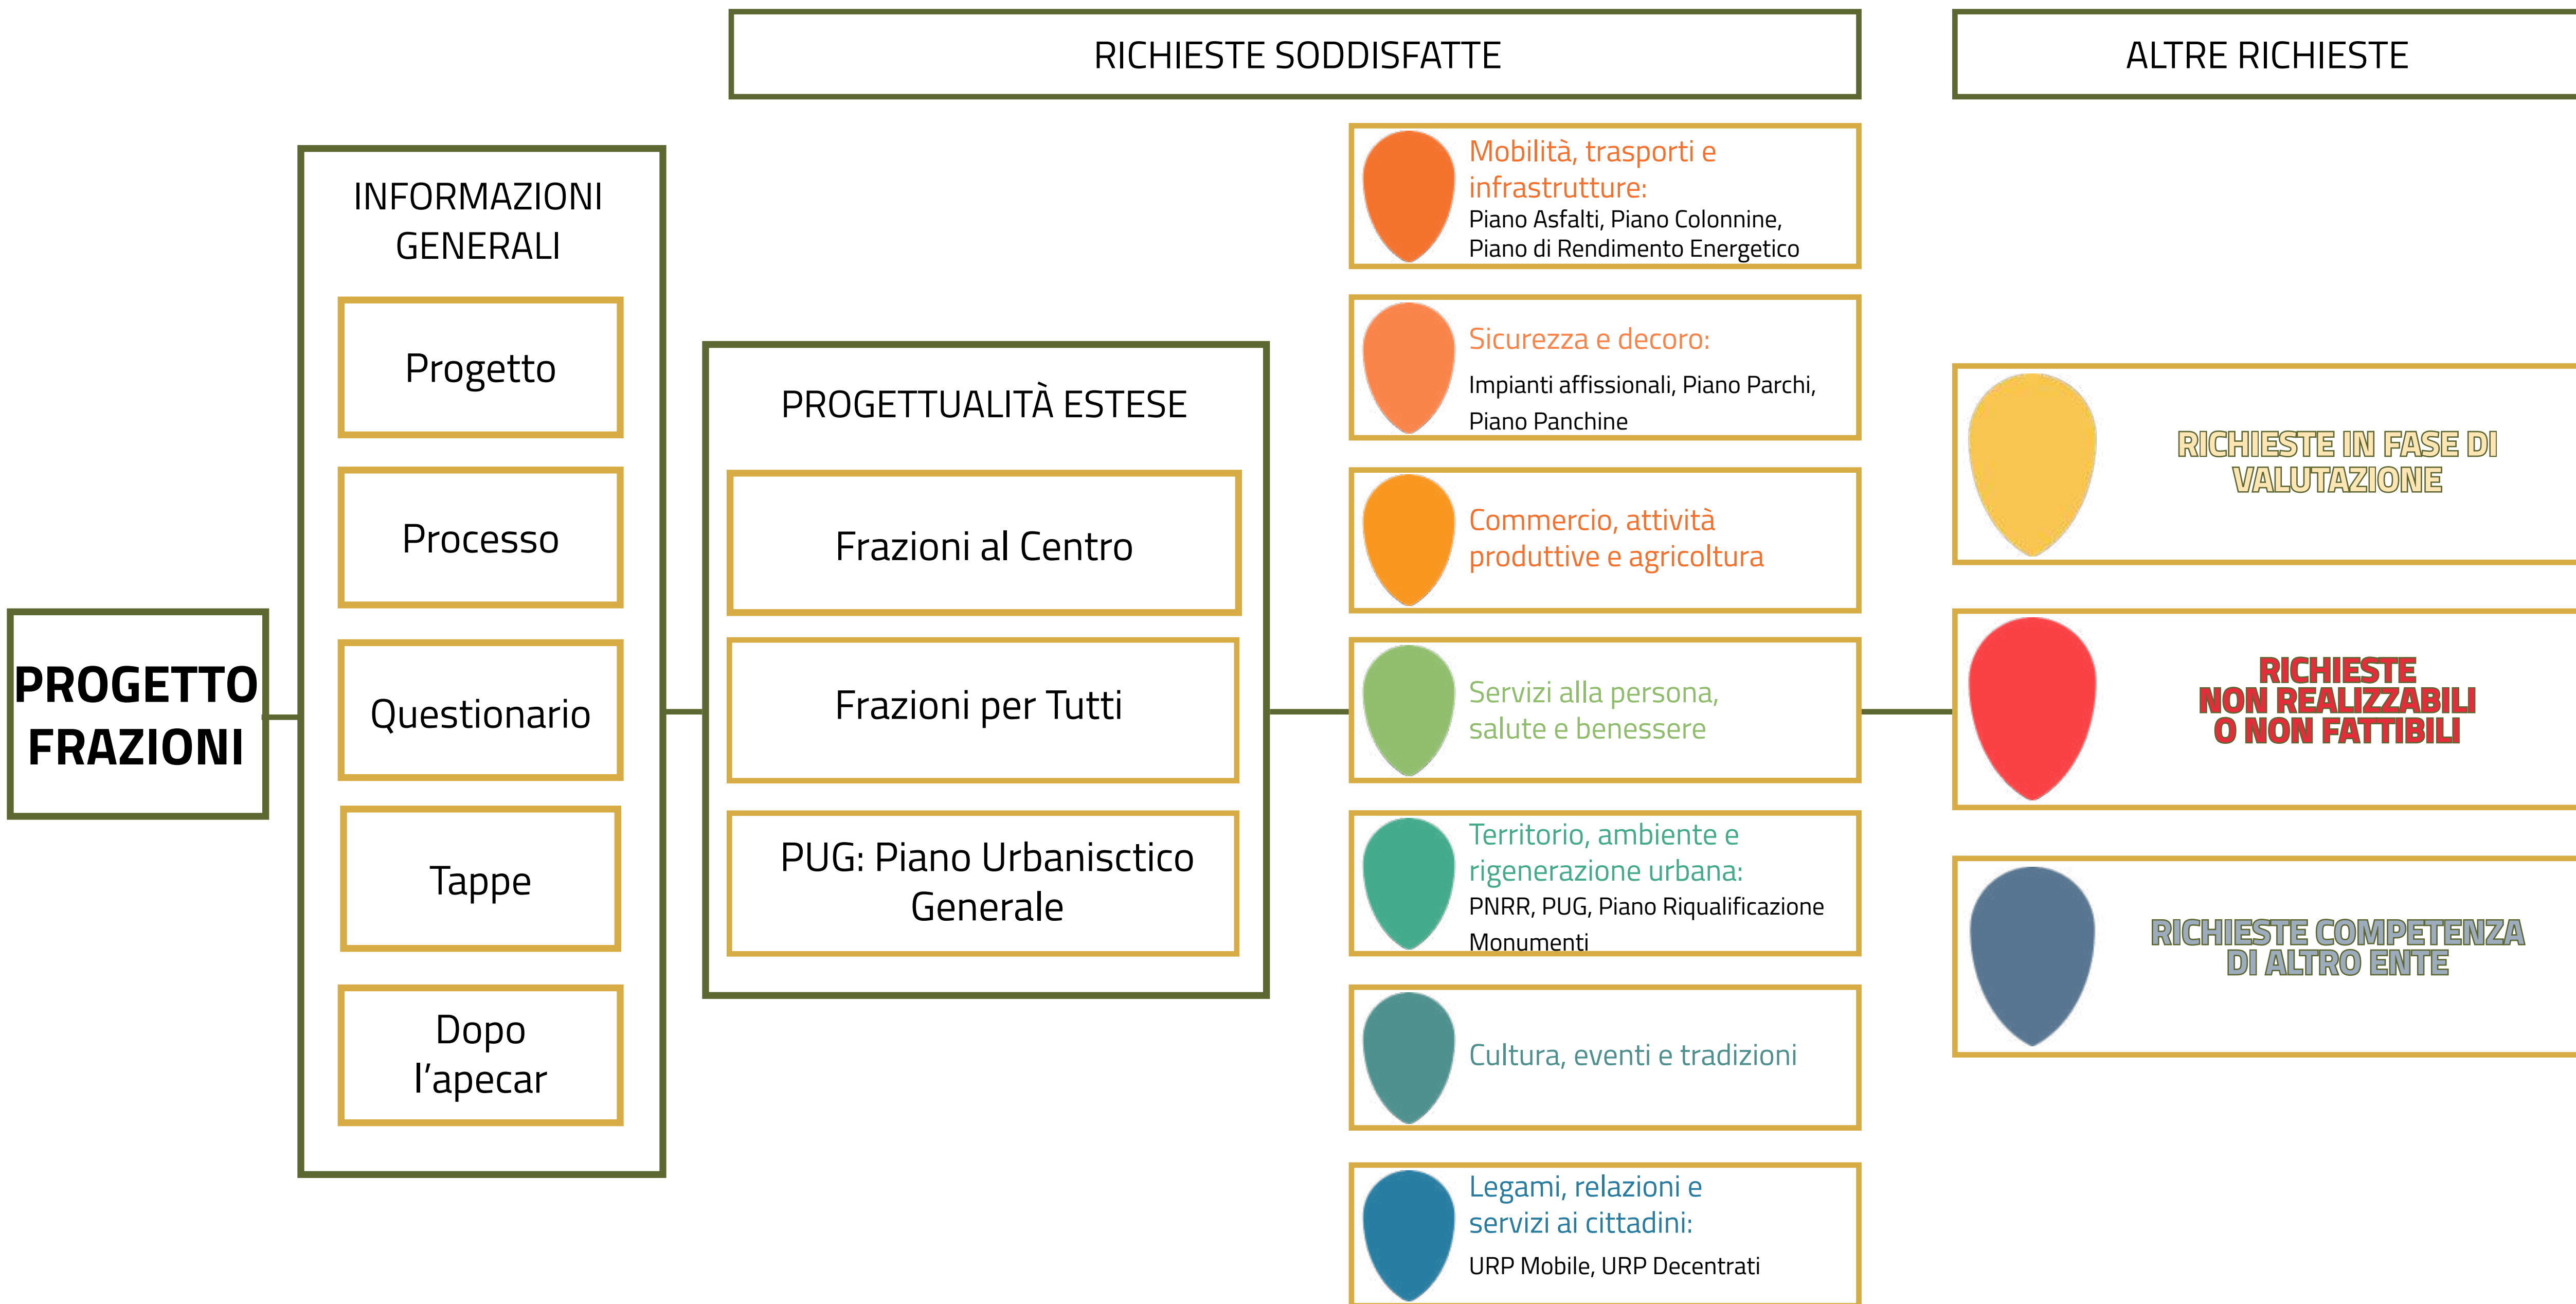 RICHIESTE SODDISFATTE
ALTRE RICHIESTE
PROGETTO
FRAZIONI
INFORMAZIONI
GENERALI
Progetto
Processo
Questionario
Tappe
Dopo
l'apecar
PROGETTUALITÀ ESTESE
Frazioni al Centro
Frazioni per Tutti
PUG: Piano Urbanisctico
Generale
Mobilità, trasporti e
infrastrutture:
Piano Asfalti, Piano Colonnine,
Piano di Rendimento Energetico
Sicurezza e decoro:
Impianti affissionali, Piano Parchi,
Piano Panchine
Commercio, attività
produttive e agricoltura
Servizi alla persona,
salute e benessere
Territorio, ambiente e
rigenerazione urbana:
PNRR, PUG, Piano Riqualificazione
Monumenti
Cultura, eventi e tradizioni
Legami, relazioni e
servizi ai cittadini:
URP Mobile, URP Decentrati
RICHIESTE IN FASE DI
VALUTAZIONE
RICHIESTE
NON REALIZZABILI
O NON FATTIBILI
RICHIESTE COMPETENZA
DI ALTRO ENTE